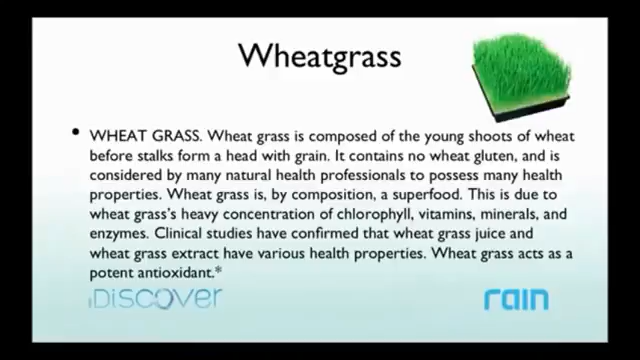 Wheatgrass
• WHEAT GRASS. Wheat grass is composed of the young shoots of wheat
before stalks form a head with grain. It contains no wheat gluten, and is
considered by many natural health professionals to possess many health
properties. Wheat grass is, by composition, a superfood. This is due to
wheat grass's heavy concentration of chlorophyll, vitamins, minerals, and
enzymes. Clinical studies have confirmed that wheat grass juice and
wheat grass extract have various health properties. Wheat grass acts as a
potent antioxidant.*
iDiscover
rain